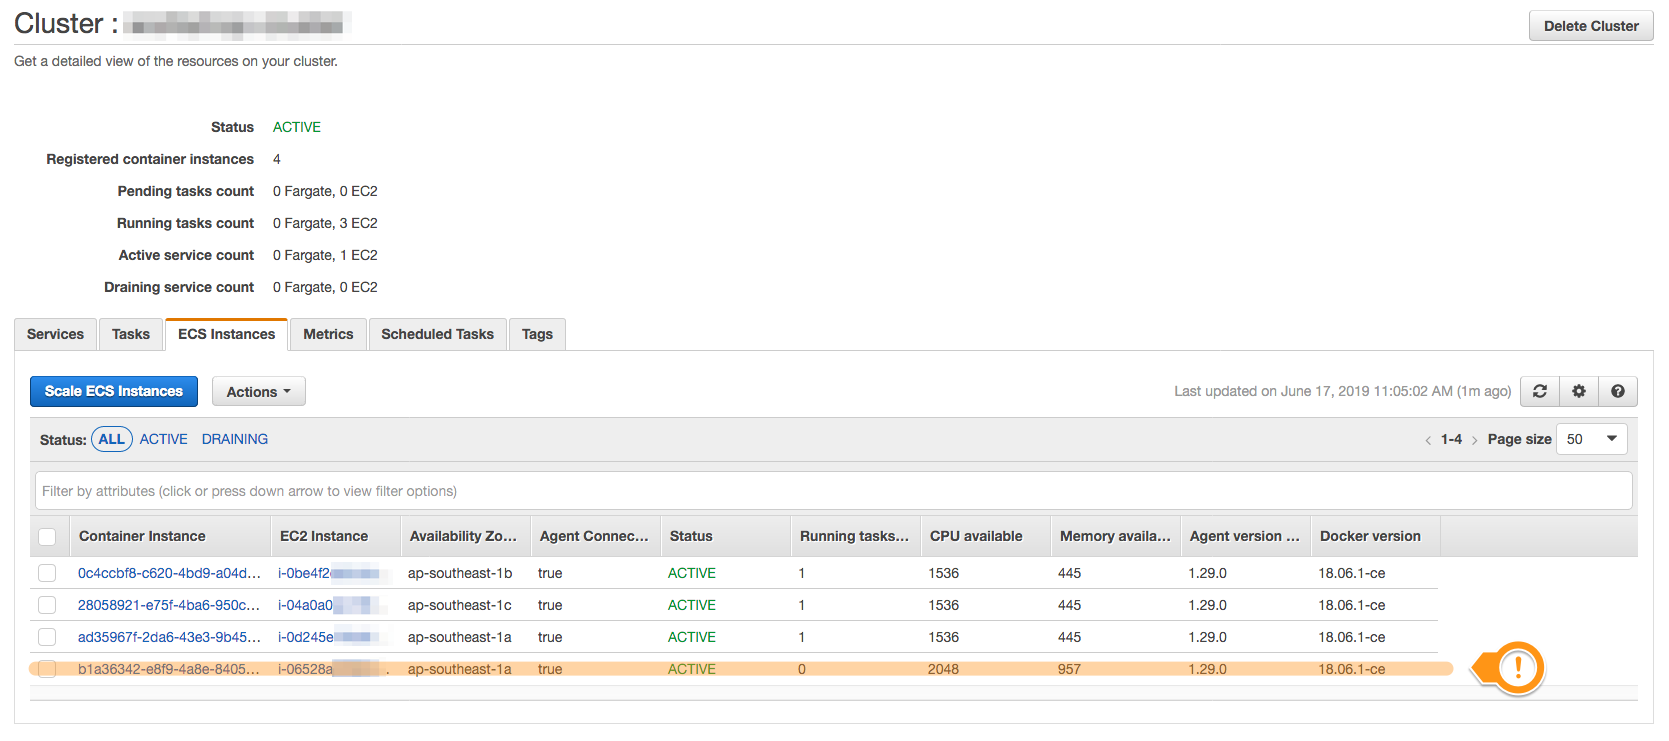 Cluster :
Delete Cluster
Get a detailed view of the resources on your cluster.
Status ACTIVE
Registered container instances 4
Pending tasks count 0 Fargate, 0 EC2
Running tasks count 0 Fargate, 3 EC2
Active service count 0 Fargate, 1 EC2
Draining service count 0 Fargate, 0 EC2
Services Tasks ECS Instances Metrics Scheduled Tasks Tags
Scale ECS Instances Actions Last updated on June 17, 2019 11:05:02 AM (1m ago)
Status: ALL ACTIVE DRAINING 1-4 Page size 50
Filter by attributes (click or press down arrow to view filter options)
Container Instance EC2 Instance Availability Zo... Agent Connec... Status Running tasks... CPU available Memory availa... Agent version ... Docker version
0c4ccbf8-c620-4bd9-a04d... i-0be4f2 ap-southeast-1b true ACTIVE 1 1536 445 1.29.0 18.06.1-ce
28058921-e75f-4ba6-950c... i-04a0a0 ap-southeast-1c true ACTIVE 1 1536 445 1.29.0 18.06.1-ce
ad35967f-2da6-43e3-9b45... i-0d245e ap-southeast-1a true ACTIVE 1 1536 445 1.29.0 18.06.1-ce
b1a36342-e8f9-4a8e-8405... i-06528a ap-southeast-1a true ACTIVE 0 2048 957 1.29.0 18.06.1-ce